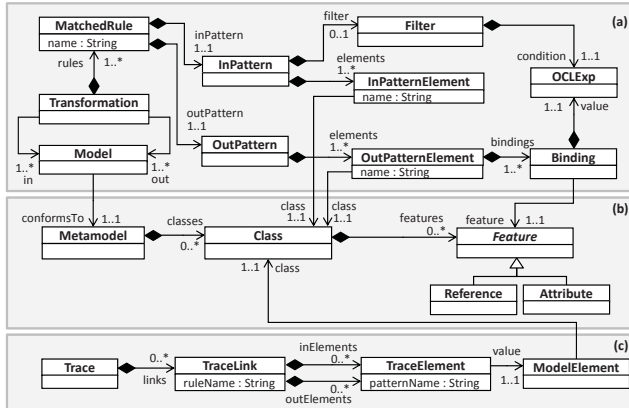 (a)
MatchedRule
name : String
rules
1..*
inPattern
1..1
filter
0..1
Filter
condition
1..1
InPattern
elements
1..*
InPatternElement
name : String
OCLExp
1..1
value
Transformation
outPattern
1..1
OutPattern
elements
1..*
OutPatternElement
name : String
bindings
1..*
Binding
Model
1..*
in
1..*
out
(b)
conformsTo
1..1
Metamodel
classes
0..*
class
1..1
class
1..1
Class
1..1
class
features
0..*
feature
1..1
Feature
Reference
Attribute
(c)
Trace
0..*
links
TraceLink
ruleName : String
inElements
0..*
0..*
outElements
TraceElement
patternName : String
value
1..1
ModelElement